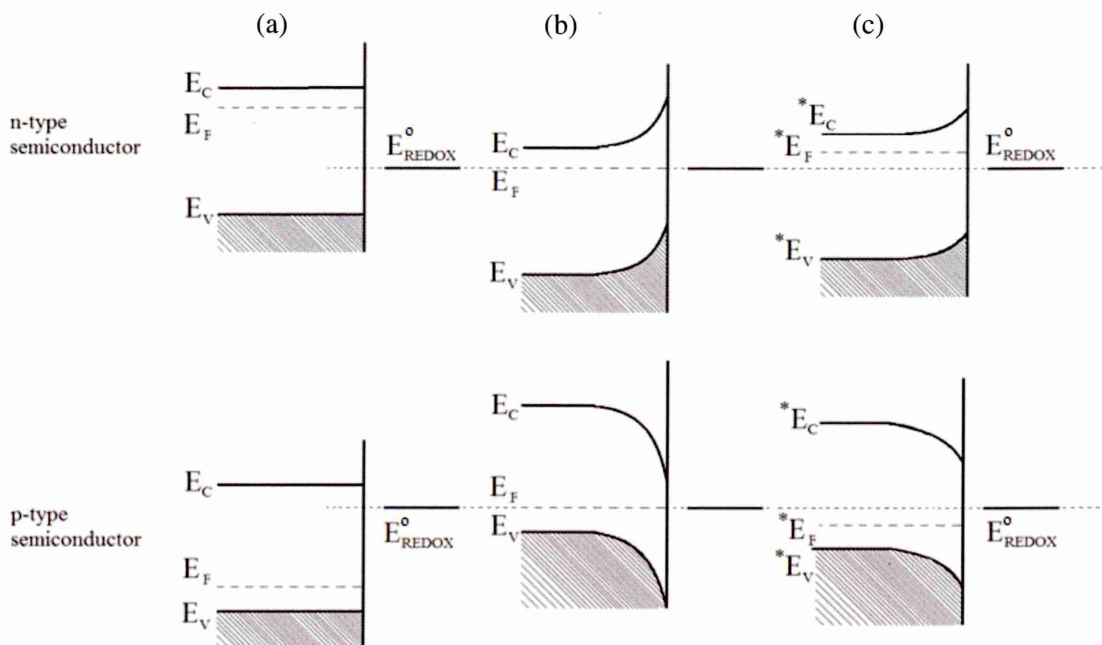 (a) (b) (c)
n-type
semiconductor
E_C
E_F
E_V
E°_REDOX
E_C
E_F
E_V
*E_C
*E_F
*E_V
E°_REDOX
p-type
semiconductor
E_C
E_F
E_V
E°_REDOX
E_C
E_F
E_V
*E_C
*E_F
*E_V
E°_REDOX